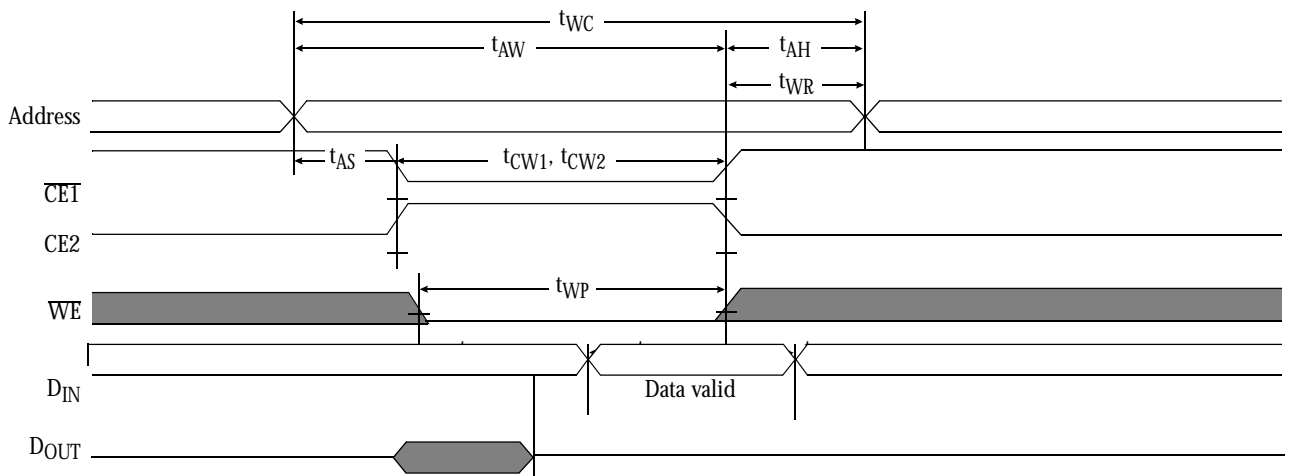 tWC
tAW
tAH
tWR
Address
tAS
tCW1, tCW2
CE1
CE2
tWP
WE
DIN
Data valid
DOUT